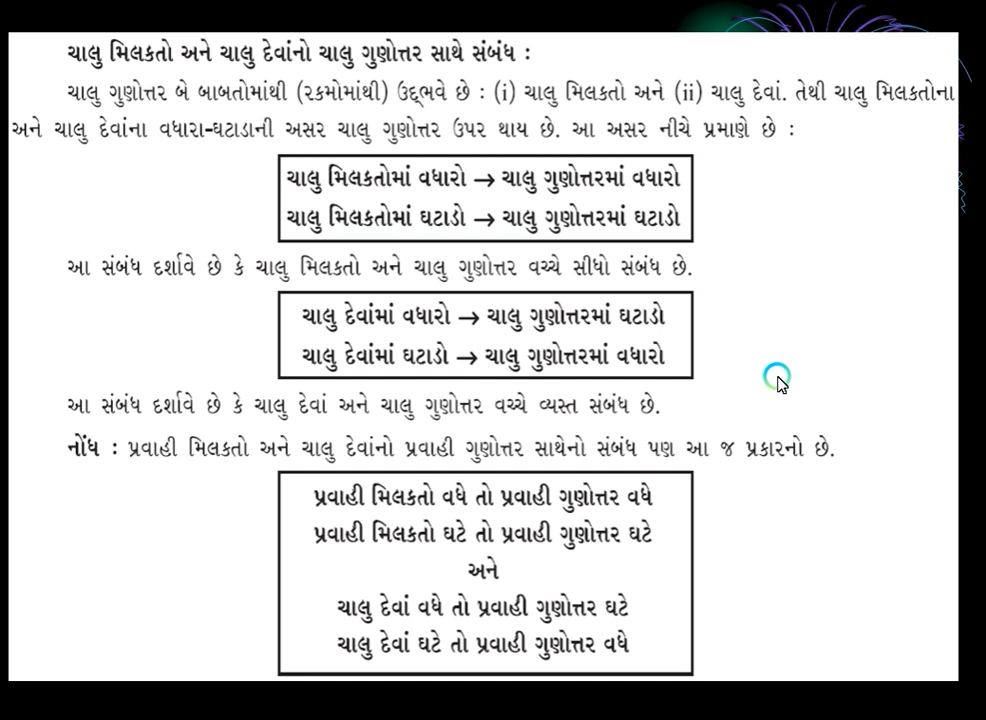 ચાલુ મિલકતો અને ચાલુ દેવાંનો ચાલુ ગુણોત્તર સાથે સંબંધ :
ચાલુ ગુણોત્તર બે બાબતોમાંથી (રકમોમાંથી) ઉદ્ભવે છે : (i) ચાલુ મિલકતો અને (ii) ચાલુ દેવાં. તેથી ચાલુ મિલકતોના
અને ચાલુ દેવાંના વધારા-ઘટાડાની અસર ચાલુ ગુણોત્તર ઉપર થાય છે. આ અસર નીચે પ્રમાણે છે :
ચાલુ મિલકતોમાં વધારો → ચાલુ ગુણોત્તરમાં વધારો
ચાલુ મિલકતોમાં ઘટાડો → ચાલુ ગુણોત્તરમાં ઘટાડો
આ સંબંધ દર્શાવે છે કે ચાલુ મિલકતો અને ચાલુ ગુણોત્તર વચ્ચે સીધો સંબંધ છે.
ચાલુ દેવાંમાં વધારો → ચાલુ ગુણોત્તરમાં ઘટાડો
ચાલુ દેવાંમાં ઘટાડો → ચાલુ ગુણોત્તરમાં વધારો
આ સંબંધ દર્શાવે છે કે ચાલુ દેવાં અને ચાલુ ગુણોત્તર વચ્ચે વ્યસ્ત સંબંધ છે.
નોંધ : પ્રવાહી મિલકતો અને ચાલુ દેવાંનો પ્રવાહી ગુણોત્તર સાથેનો સંબંધ પણ આ જ પ્રકારનો છે.
પ્રવાહી મિલકતો વધે તો પ્રવાહી ગુણોત્તર વધે
પ્રવાહી મિલકતો ઘટે તો પ્રવાહી ગુણોત્તર ઘટે
અને
ચાલુ દેવાં વધે તો પ્રવાહી ગુણોત્તર ઘટે
ચાલુ દેવાં ઘટે તો પ્રવાહી ગુણોત્તર વધે